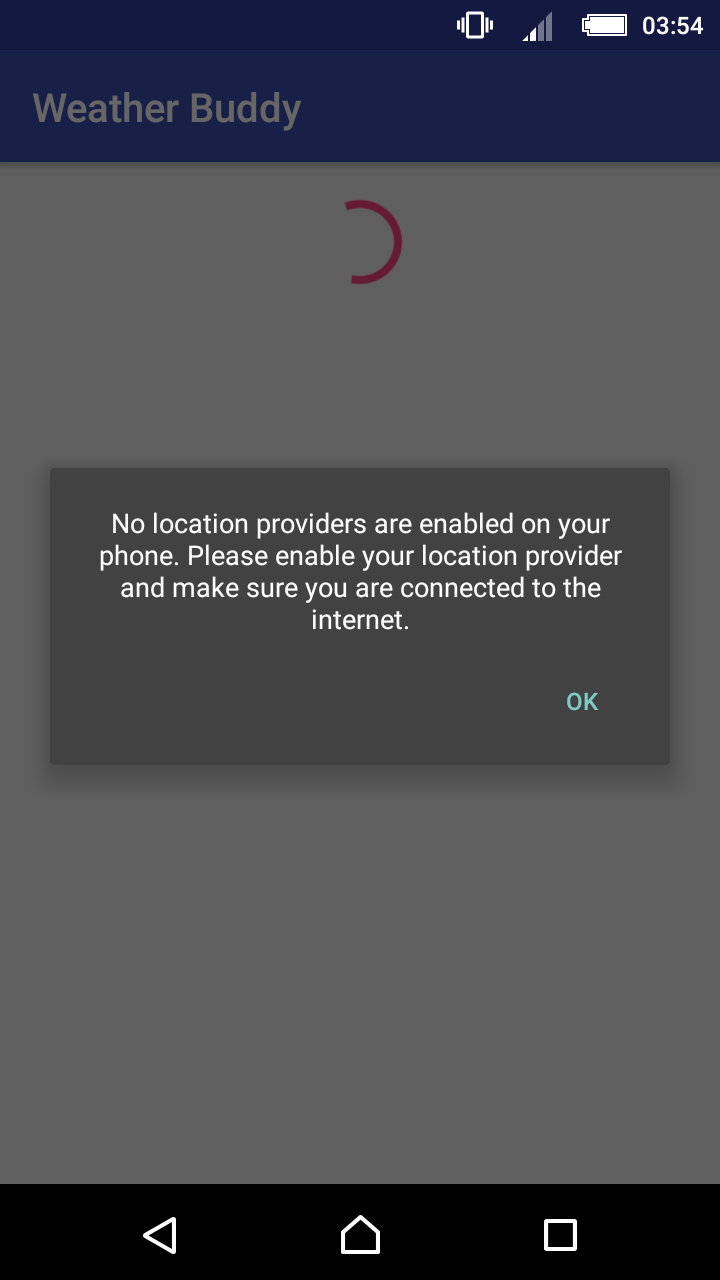 03:54
Weather Buddy
No location providers are enabled on your
phone. Please enable your location provider
and make sure you are connected to the
internet.
OK